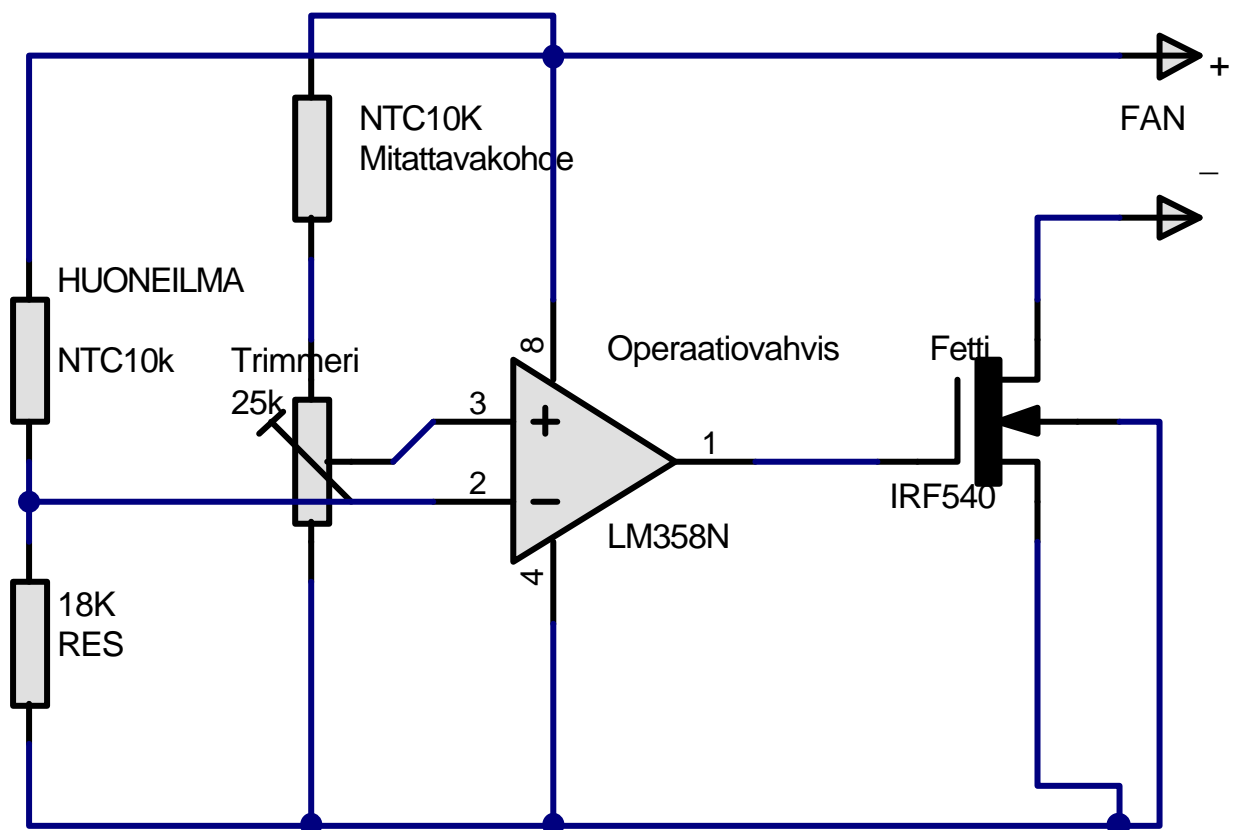 +
FAN
–
NTC10K
Mitattavakohde
HUONEILMA
NTC10k
Trimmeri
25k
8
3
+
2
–
4
Operaatiovahvis
1
LM358N
Fetti
IRF540
18K
RES